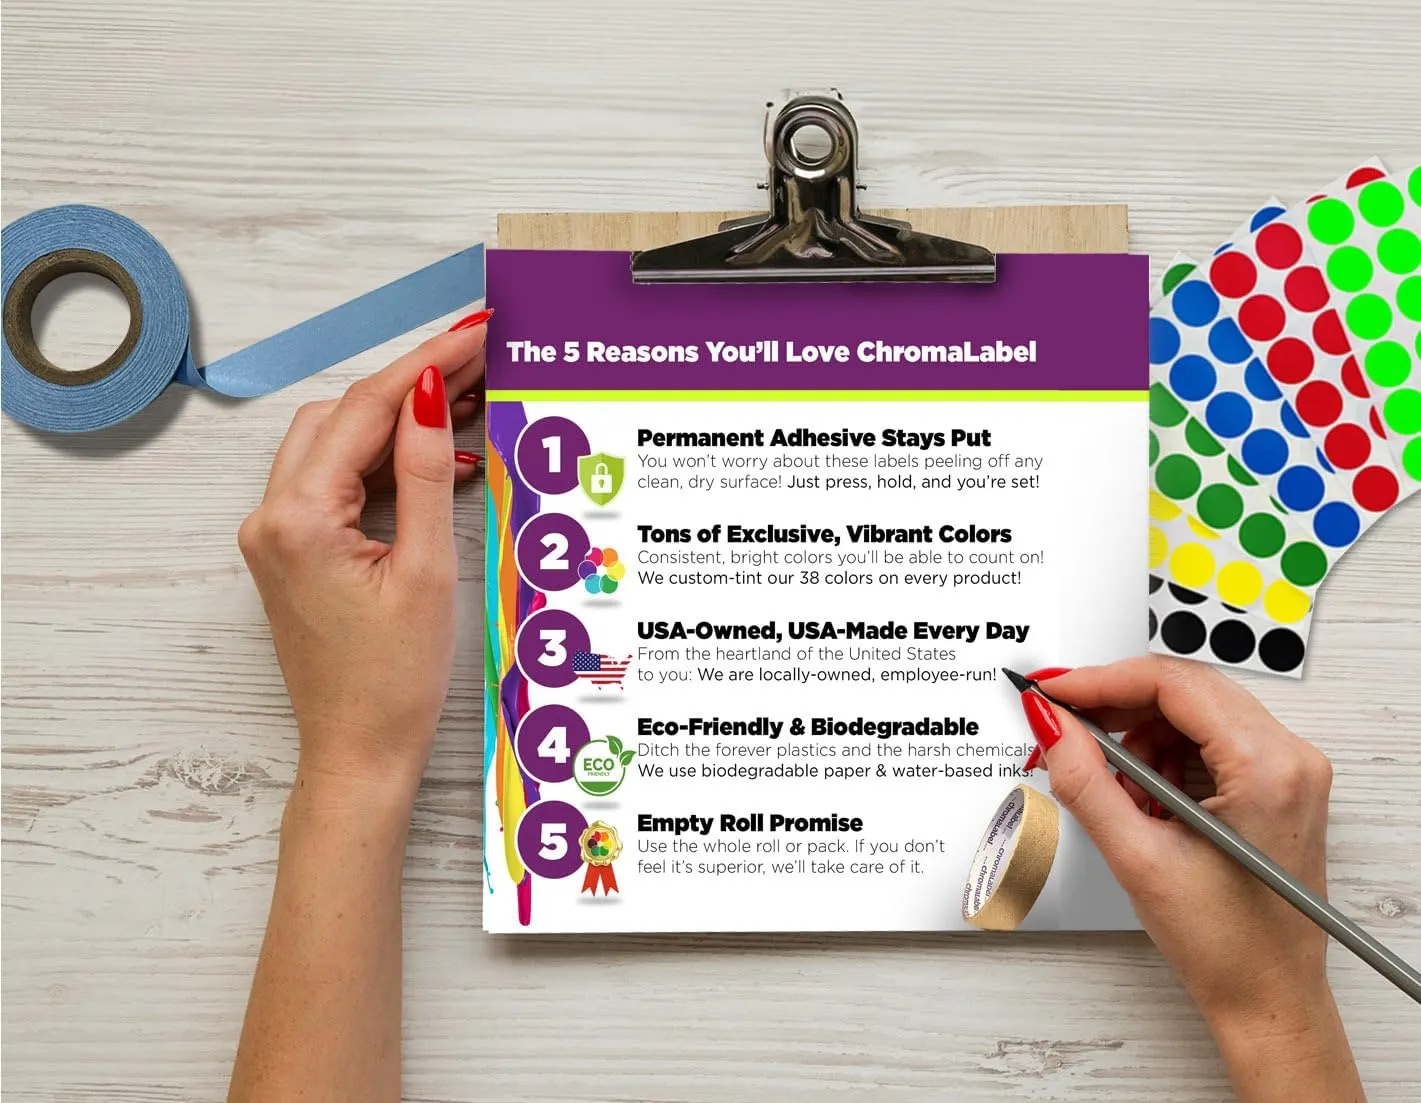 The 5 Reasons You'll Love ChromaLabel
1
Permanent Adhesive Stays Put
You won't worry about these labels peeling off any
clean, dry surface! Just press, hold, and you're set!
2
Tons of Exclusive, Vibrant Colors
Consistent, bright colors you'll be able to count on!
We custom-tint our 38 colors on every product!
3
USA-Owned, USA-Made Every Day
From the heartland of the United States
to you: We are locally-owned, employee-run!
4
ECO
FRIENDLY
Eco-Friendly & Biodegradable
Ditch the forever plastics and the harsh chemicals
We use biodegradable paper & water-based inks!
5
Empty Roll Promise
Use the whole roll or pack. If you don't
feel it's superior, we'll take care of it.
chromaLabel